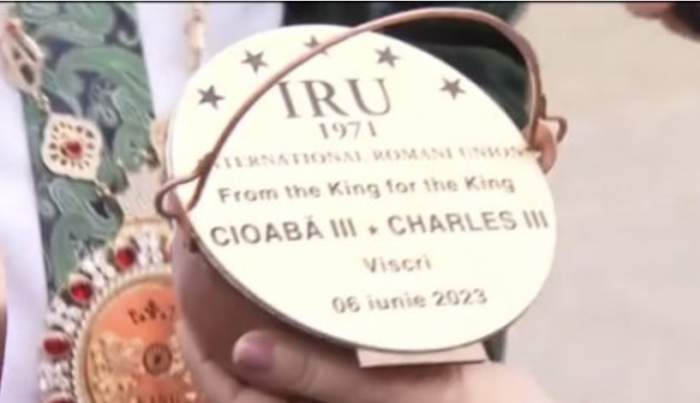 IRU
1971
INTERNATIONAL ROMANI UNION
From the King for the King
CIOABĂ III ★ CHARLES III
Viscri
06 iunie 2023